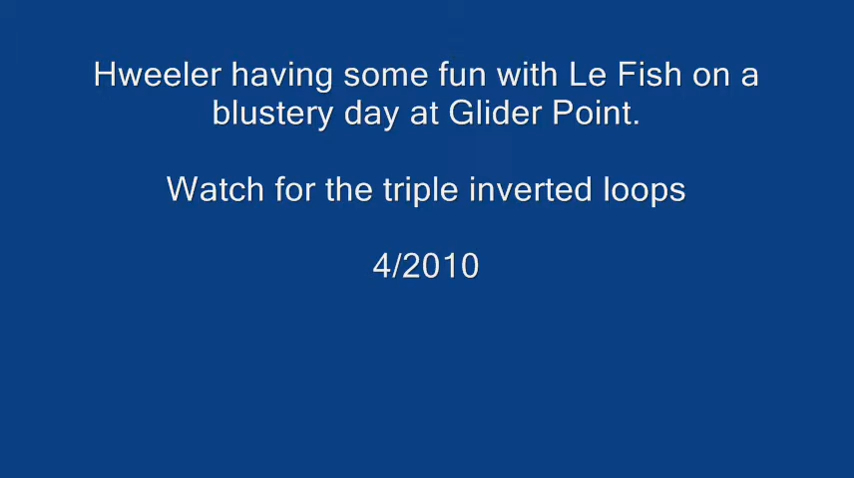 Hweeler having some fun with Le Fish on a
blustery day at Glider Point.
Watch for the triple inverted loops
4/2010